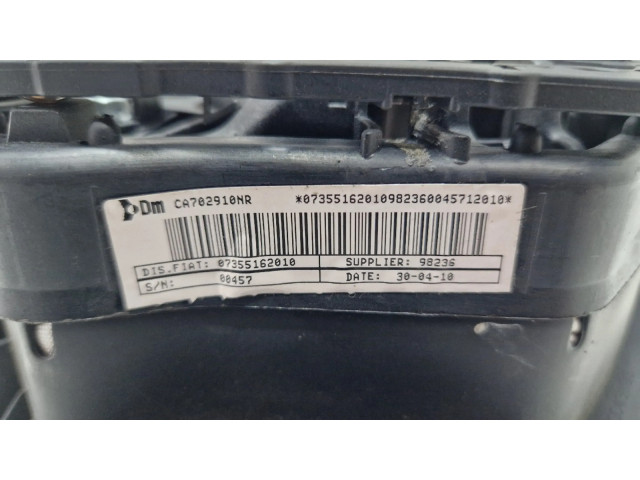 Dm CA702910NR *07355162010982360045712010*
DIS.FIAT: 07355162010 SUPPLIER: 98236
S/N: 00457 DATE: 30-04-10